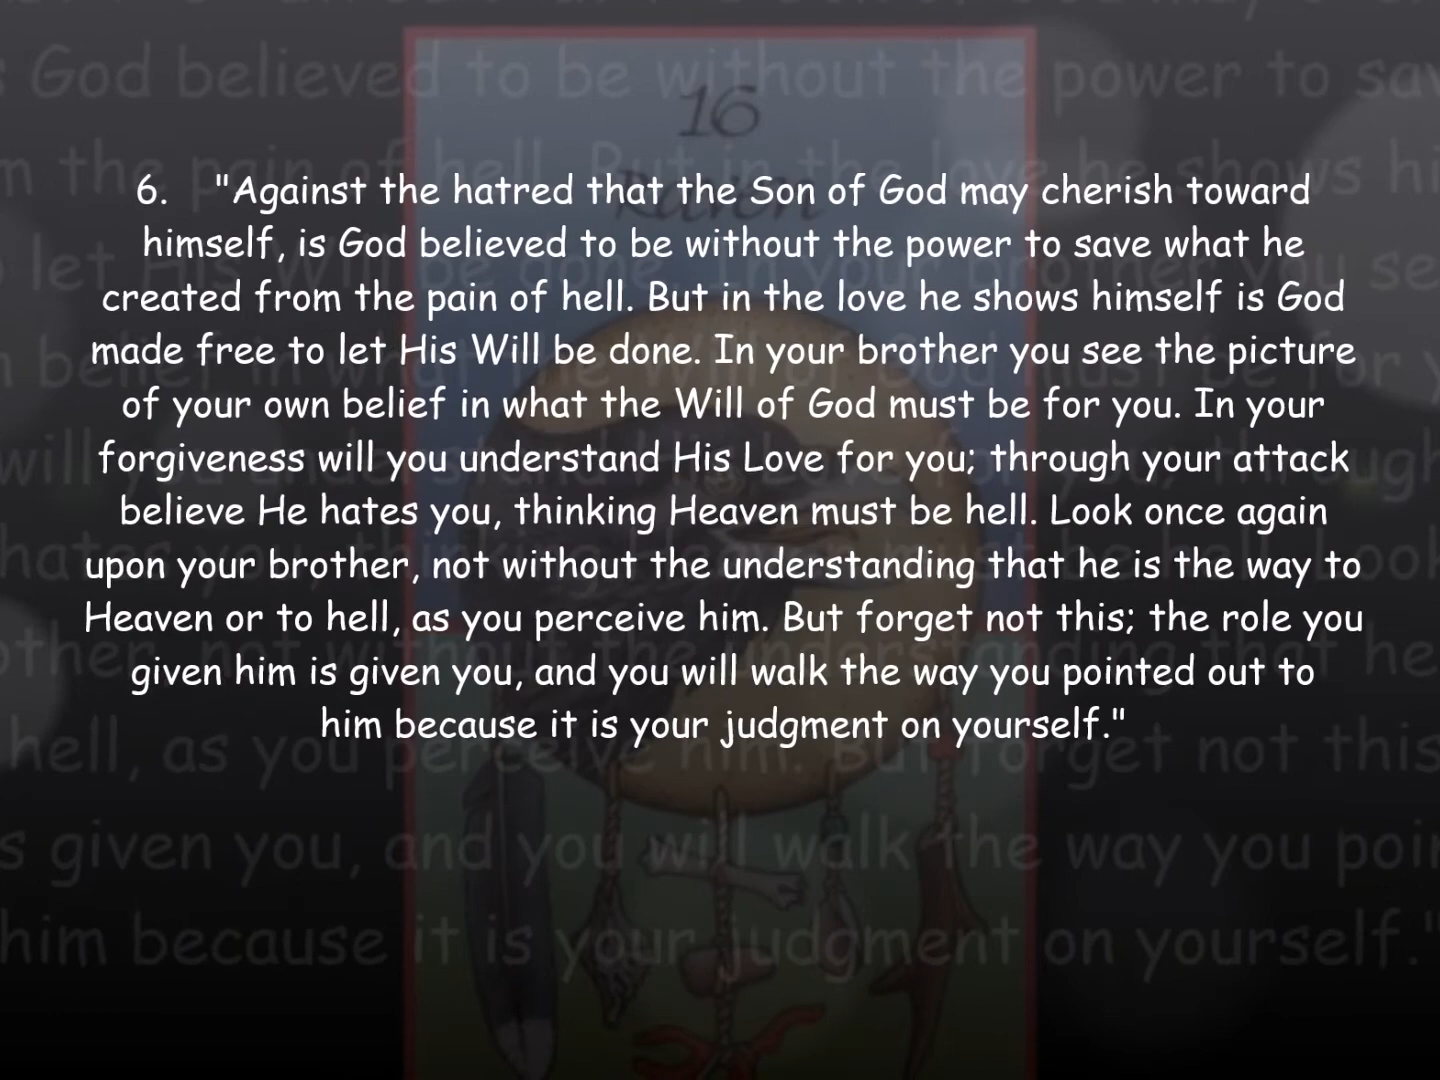 16
Raven
6. "Against the hatred that the Son of God may cherish toward
himself, is God believed to be without the power to save what he
created from the pain of hell. But in the love he shows himself is God
made free to let His Will be done. In your brother you see the picture
of your own belief in what the Will of God must be for you. In your
forgiveness will you understand His Love for you; through your attack
believe He hates you, thinking Heaven must be hell. Look once again
upon your brother, not without the understanding that he is the way to
Heaven or to hell, as you perceive him. But forget not this; the role you
given him is given you, and you will walk the way you pointed out to
him because it is your judgment on yourself."